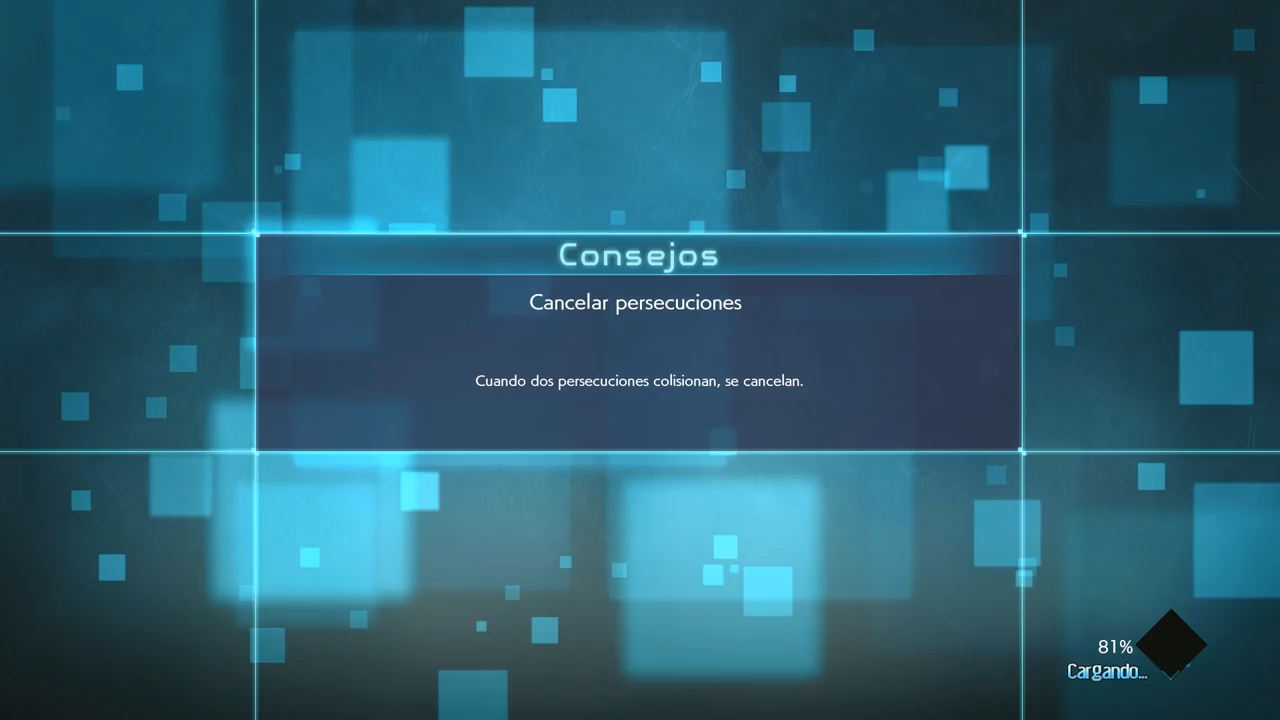 Consejos
Cancelar persecuciones
Cuando dos persecuciones colisionan, se cancelan.
81%
Cargando...